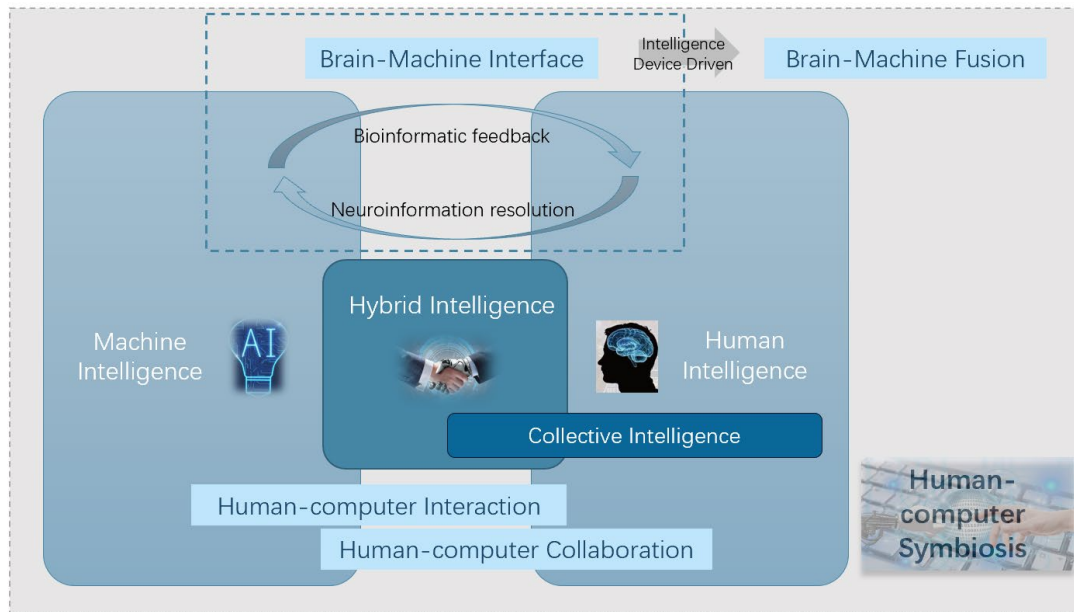 Brain-Machine Interface
Intelligence
Device Driven
Brain-Machine Fusion
Bioinformatic feedback
Neuroinformation resolution
Hybrid Intelligence
Machine
Intelligence
AI
Human
Intelligence
Collective Intelligence
Human-computer Interaction
Human-computer Collaboration
Human-
computer
Symbiosis